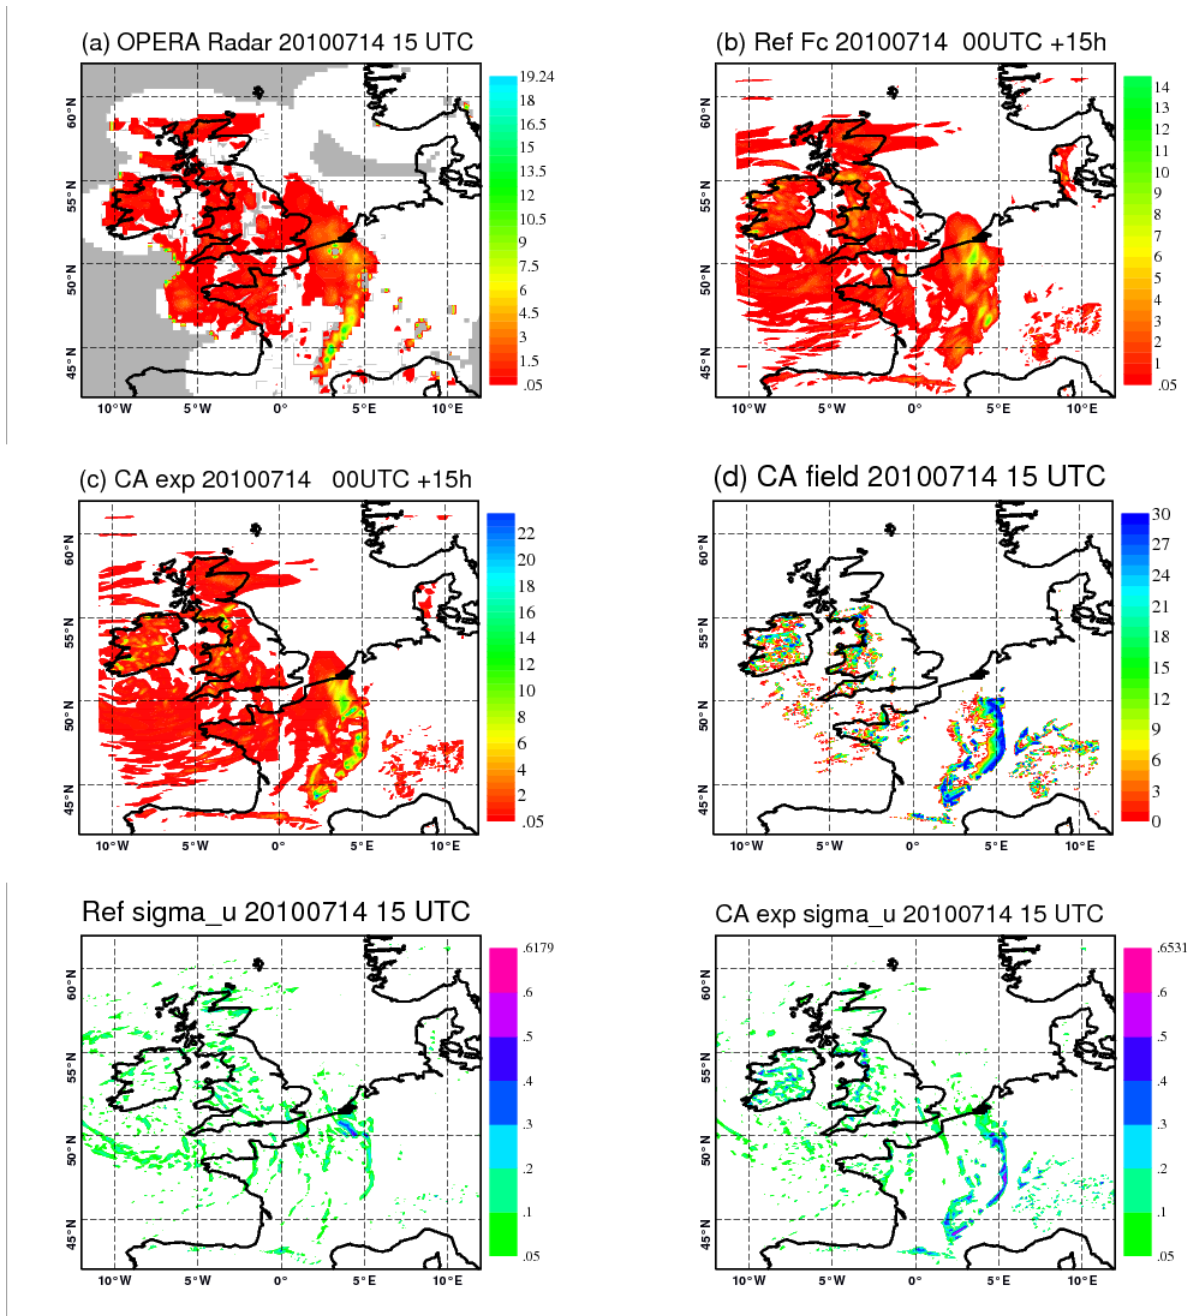 (a) OPERA Radar 20100714 15 UTC
19.24
18
16.5
15
13.5
12
10.5
9
7.5
6
4.5
3
1.5
.05
60°N
55°N
50°N
45°N
10°W 5°W 0° 5°E 10°E
(b) Ref Fc 20100714 00UTC +15h
14
13
11
10
9
8
7
6
5
4
3
2
1
.05
60°N
55°N
50°N
45°N
10°W 5°W 0° 5°E 10°E
(c) CA exp 20100714 00UTC +15h
22
20
18
16
14
12
10
8
6
4
2
.05
60°N
55°N
50°N
45°N
10°W 5°W 0° 5°E 10°E
(d) CA field 20100714 15 UTC
30
27
24
21
18
15
12
9
6
3
0
60°N
55°N
50°N
45°N
10°W 5°W 0° 5°E 10°E
Ref sigma_u 20100714 15 UTC
.6179
.6
.5
.4
.3
.2
.1
.05
60°N
55°N
50°N
45°N
10°W 5°W 0° 5°E 10°E
CA exp sigma_u 20100714 15 UTC
.6531
.6
.5
.4
.3
.2
.1
.05
60°N
55°N
50°N
45°N
10°W 5°W 0° 5°E 10°E